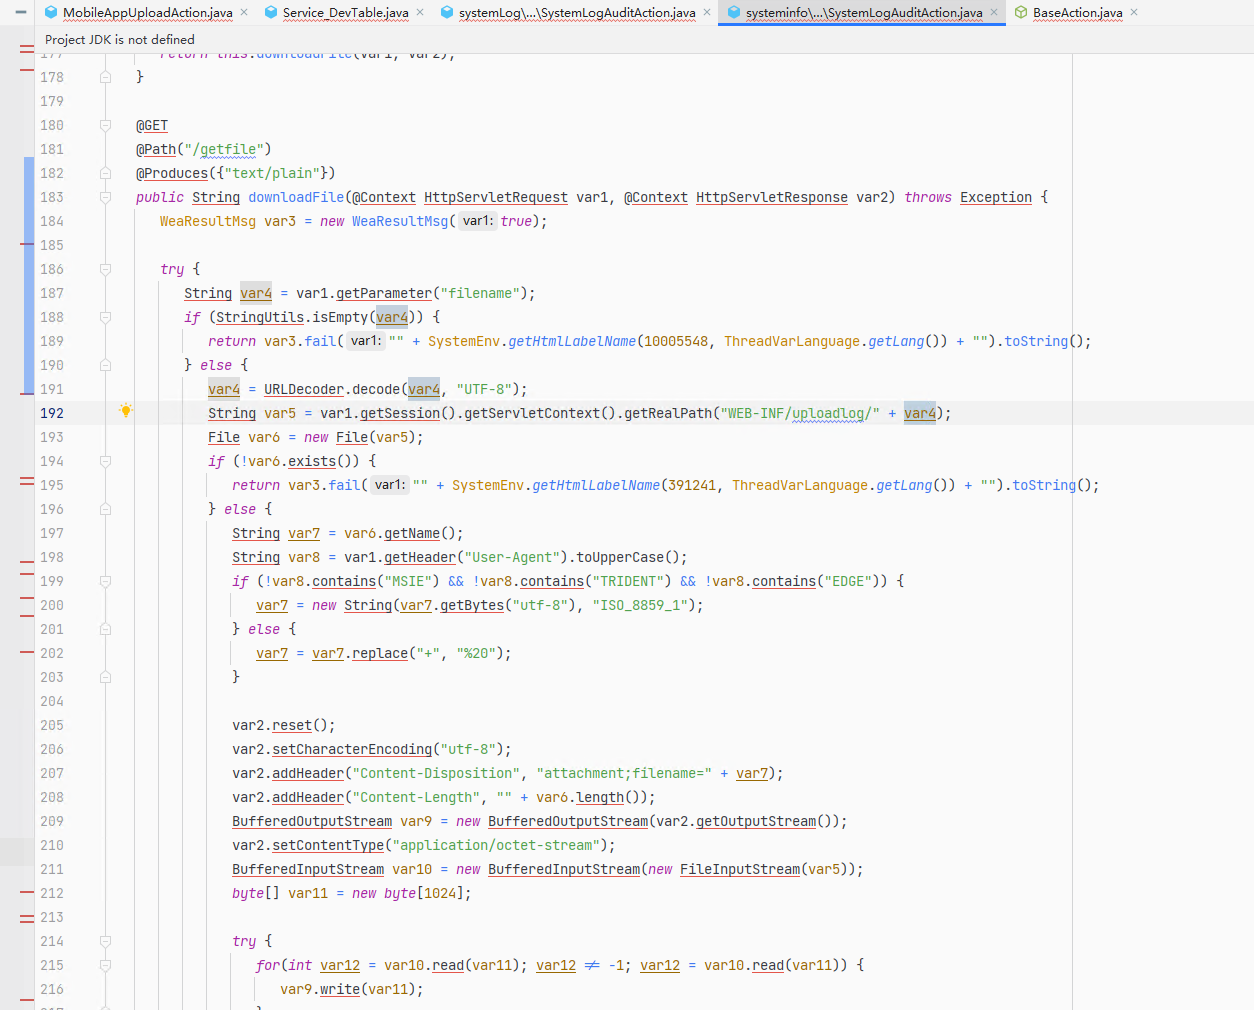 MobileAppUploadAction.java × Service_DevTable.java × systemLog\...\SystemLogAuditAction.java × systeminfo\...\SystemLogAuditAction.java × BaseAction.java ×
Project JDK is not defined
177 return this.downloadFile(var1, var2);
178 }
179
180 @GET
181 @Path("/getfile")
182 @Produces({"text/plain"})
183 public String downloadFile(@Context HttpServletRequest var1, @Context HttpServletResponse var2) throws Exception {
184 WeaResultMsg var3 = new WeaResultMsg( var1: true);
185
186 try {
187 String var4 = var1.getParameter("filename");
188 if (StringUtils.isEmpty(var4)) {
189 return var3.fail( var1: "" + SystemEnv.getHtmlLabelName(10005548, ThreadVarLanguage.getLang()) + "").toString();
190 } else {
191 var4 = URLDecoder.decode(var4, "UTF-8");
192 String var5 = var1.getSession().getServletContext().getRealPath("WEB-INF/uploadlog/" + var4);
193 File var6 = new File(var5);
194 if (!var6.exists()) {
195 return var3.fail( var1: "" + SystemEnv.getHtmlLabelName(391241, ThreadVarLanguage.getLang()) + "").toString();
196 } else {
197 String var7 = var6.getName();
198 String var8 = var1.getHeader("User-Agent").toUpperCase();
199 if (!var8.contains("MSIE") && !var8.contains("TRIDENT") && !var8.contains("EDGE")) {
200 var7 = new String(var7.getBytes("utf-8"), "ISO_8859_1");
201 } else {
202 var7 = var7.replace("+", "%20");
203 }
204
205 var2.reset();
206 var2.setCharacterEncoding("utf-8");
207 var2.addHeader("Content-Disposition", "attachment;filename=" + var7);
208 var2.addHeader("Content-Length", "" + var6.length());
209 BufferedOutputStream var9 = new BufferedOutputStream(var2.getOutputStream());
210 var2.setContentType("application/octet-stream");
211 BufferedInputStream var10 = new BufferedInputStream(new FileInputStream(var5));
212 byte[] var11 = new byte[1024];
213
214 try {
215 for(int var12 = var10.read(var11); var12 ≠ -1; var12 = var10.read(var11)) {
216 var9.write(var11);